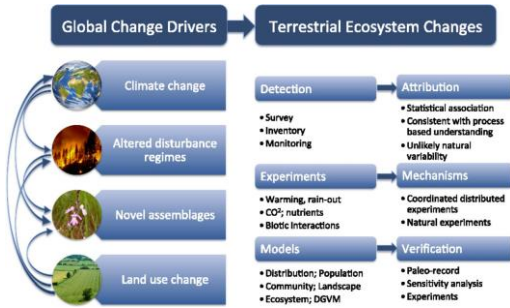 Global Change Drivers
Terrestrial Ecosystem Changes
Climate change
Altered disturbance
regimes
Novel assemblages
Land use change
Detection
• Survey
• Inventory
• Monitoring
Attribution
• Statistical association
• Consistent with process
based understanding
• Unlikely natural
variability
Experiments
• Warming, rain-out
• CO²; nutrients
• Biotic interactions
Mechanisms
• Coordinated distributed
experiments
• Natural experiments
Models
• Distribution; Population
• Community; Landscape
• Ecosystem; DGVM
Verification
• Paleo-record
• Sensitivity analysis
• Experiments